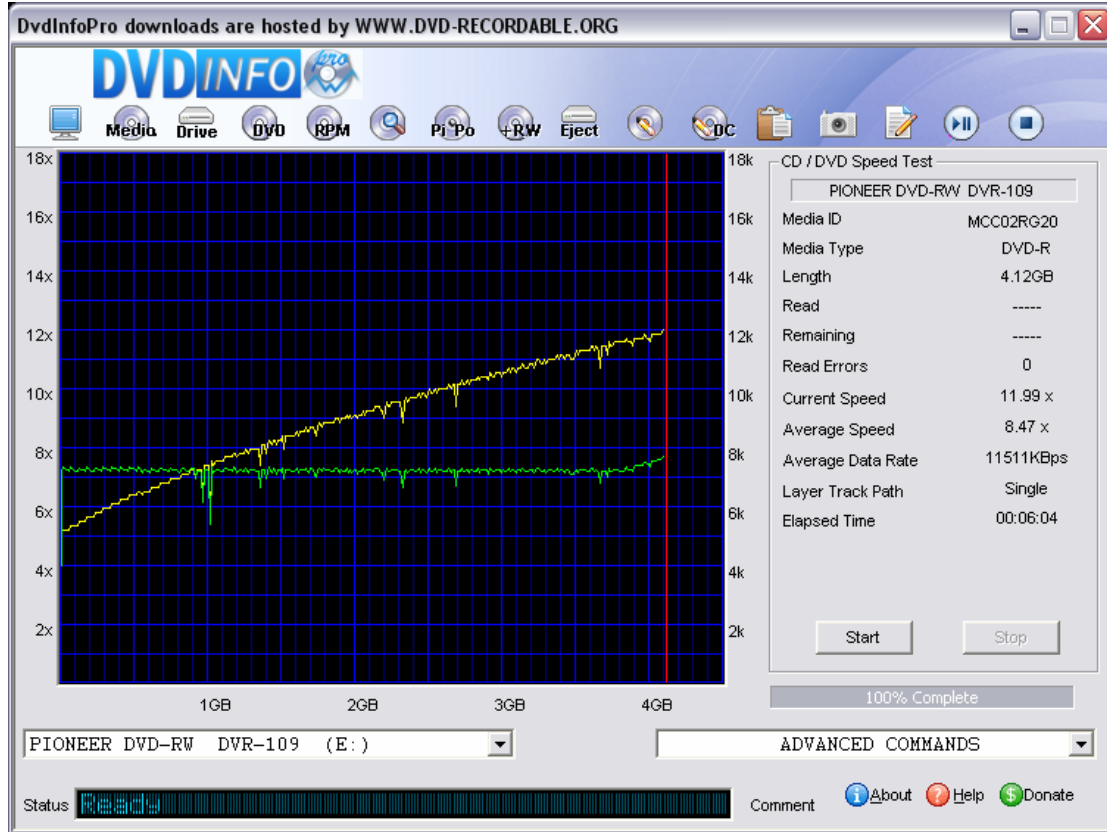 DvdInfoPro downloads are hosted by WWW.DVD-RECORDABLE.ORG
DVDINFO pro
Media Drive DVD RPM Pi Po +RW Eject DC
18x
16x
14x
12x
10x
8x
6x
4x
2x
18k
16k
14k
12k
10k
8k
6k
4k
2k
1GB 2GB 3GB 4GB
CD / DVD Speed Test
PIONEER DVD-RW DVR-109
Media ID MCC02RG20
Media Type DVD-R
Length 4.12GB
Read -----
Remaining -----
Read Errors 0
Current Speed 11.99 x
Average Speed 8.47 x
Average Data Rate 11511KBps
Layer Track Path Single
Elapsed Time 00:06:04
Start Stop
100% Complete
PIONEER DVD-RW DVR-109 (E:)
ADVANCED COMMANDS
Status Ready
Comment About Help Donate